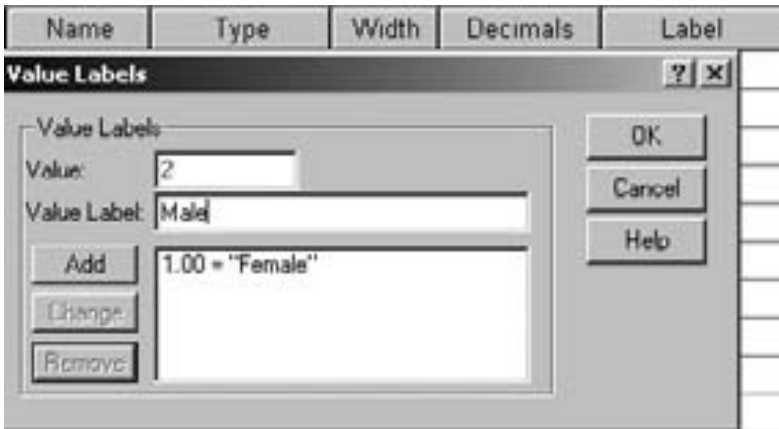 Name Type Width Decimals Label
Value Labels
Value Labels
Value: 2
Value Label: Male
OK
Cancel
Help
Add
Change
Remove
1.00 = "Female"